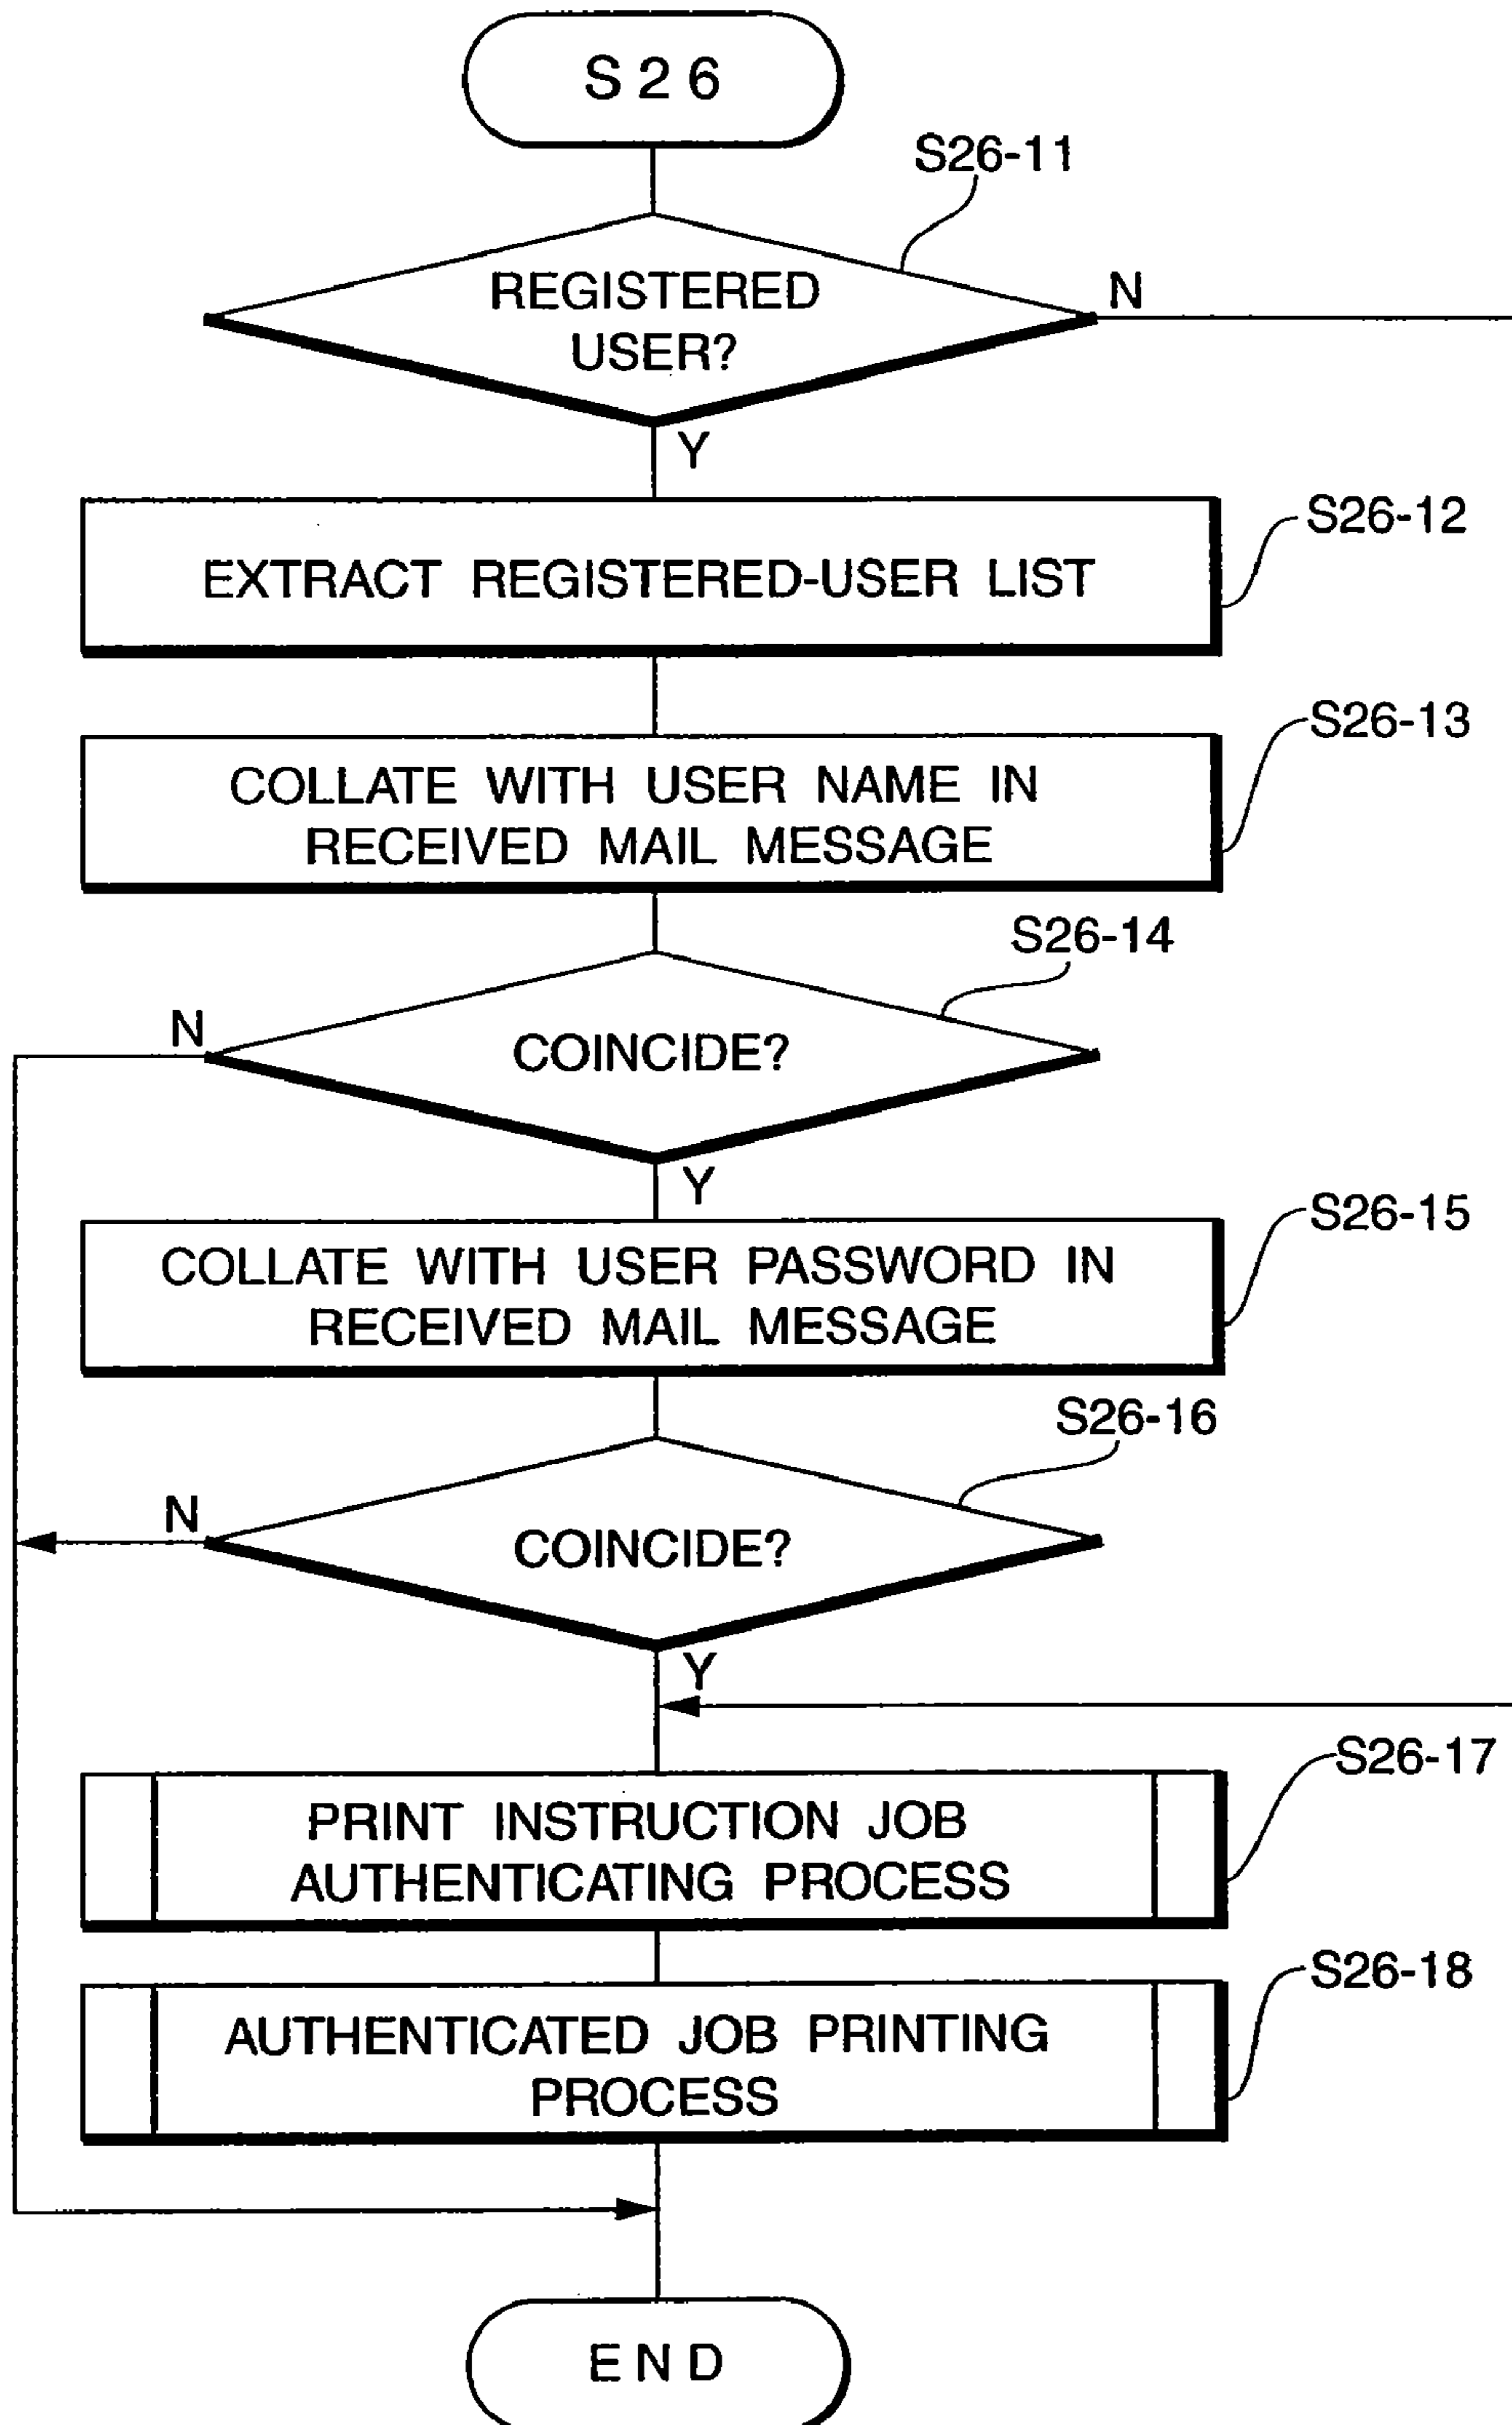 S26
S26-11
REGISTERED
USER?
N
Y
S26-12
EXTRACT REGISTERED-USER LIST
S26-13
COLLATE WITH USER NAME IN
RECEIVED MAIL MESSAGE
S26-14
N
COINCIDE?
Y
S26-15
COLLATE WITH USER PASSWORD IN
RECEIVED MAIL MESSAGE
S26-16
N
COINCIDE?
Y
S26-17
PRINT INSTRUCTION JOB
AUTHENTICATING PROCESS
S26-18
AUTHENTICATED JOB PRINTING
PROCESS
END